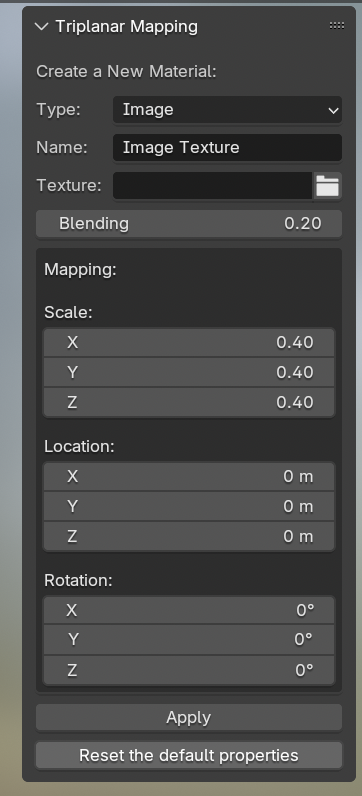 Triplanar Mapping
Create a New Material:
Type: Image
Name: Image Texture
Texture:
Blending 0.20
Mapping:
Scale:
X 0.40
Y 0.40
Z 0.40
Location:
X 0 m
Y 0 m
Z 0 m
Rotation:
X 0°
Y 0°
Z 0°
Apply
Reset the default properties